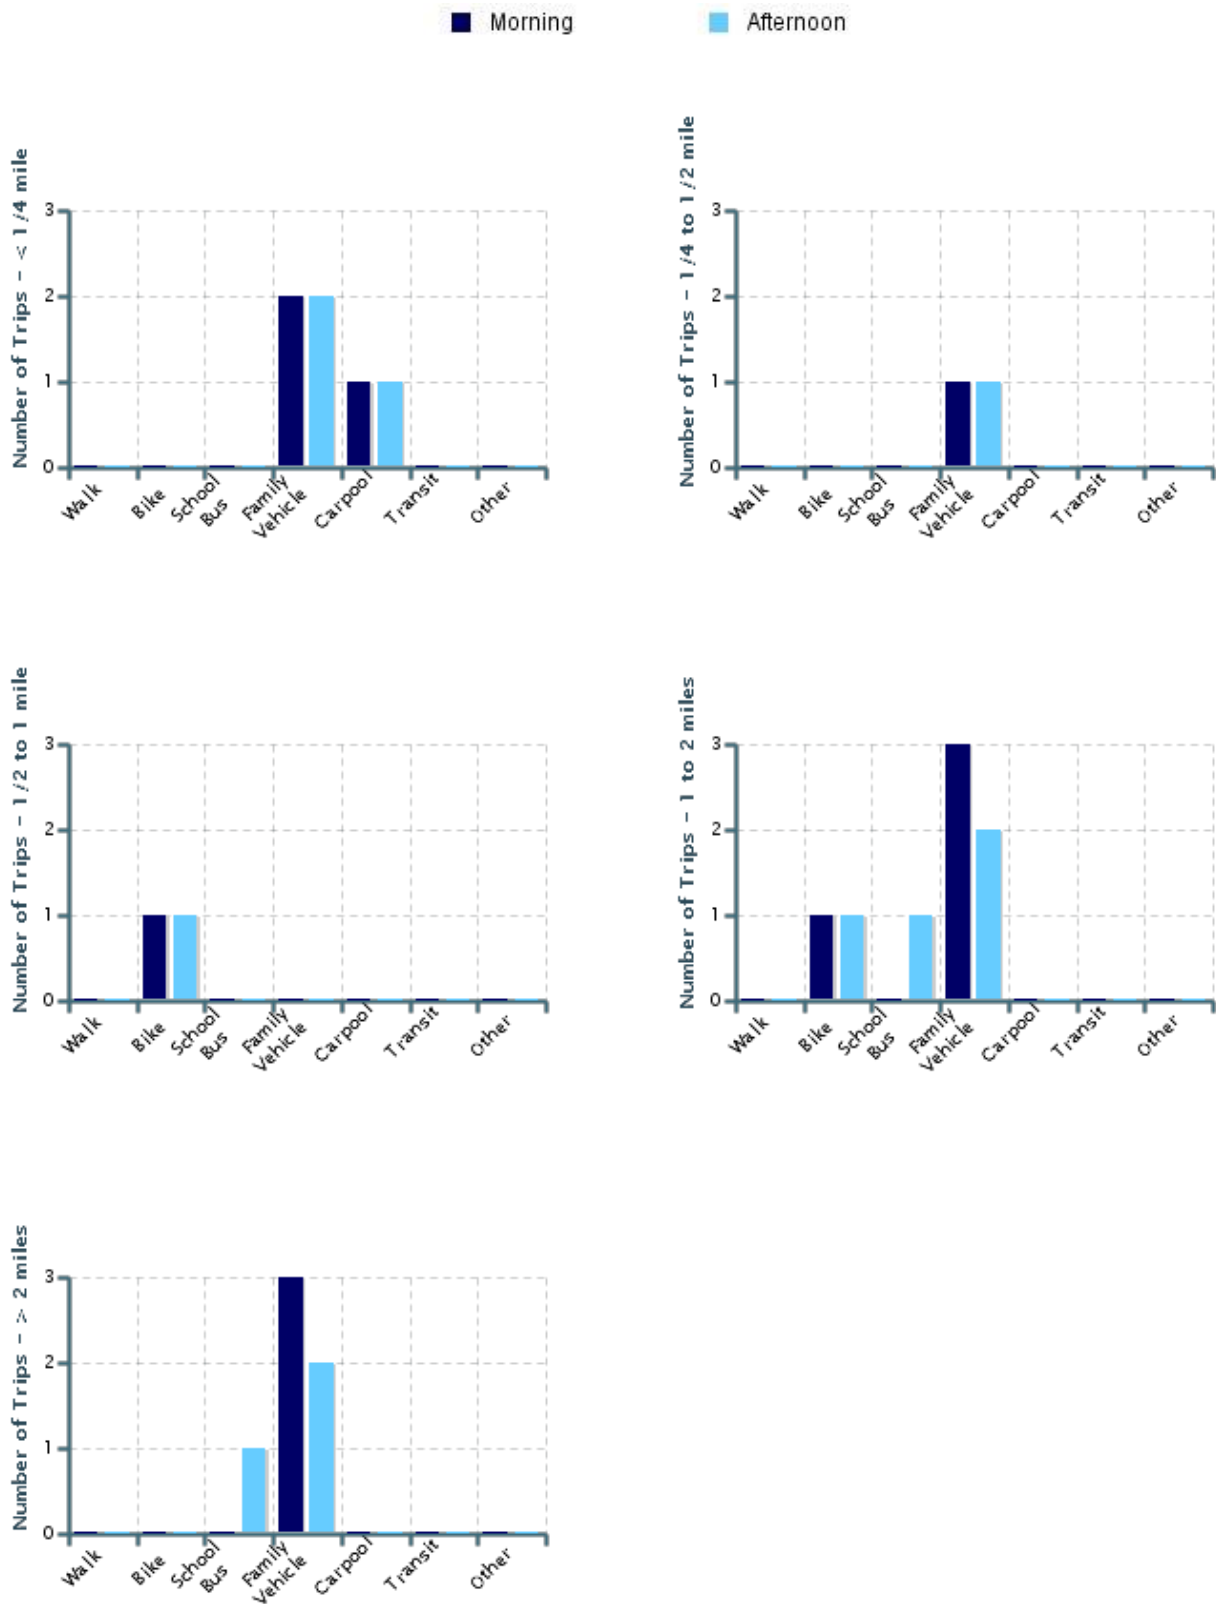 Morning Afternoon
Number of Trips - < 1/4 mile
3
2
1
0
Walk
Bike
School
Bus
Family
Vehicle
Carpool
Transit
Other
Number of Trips - 1/4 to 1/2 mile
3
2
1
0
Walk
Bike
School
Bus
Family
Vehicle
Carpool
Transit
Other
Number of Trips - 1/2 to 1 mile
3
2
1
0
Walk
Bike
School
Bus
Family
Vehicle
Carpool
Transit
Other
Number of Trips - 1 to 2 miles
3
2
1
0
Walk
Bike
School
Bus
Family
Vehicle
Carpool
Transit
Other
Number of Trips - > 2 miles
3
2
1
0
Walk
Bike
School
Bus
Family
Vehicle
Carpool
Transit
Other